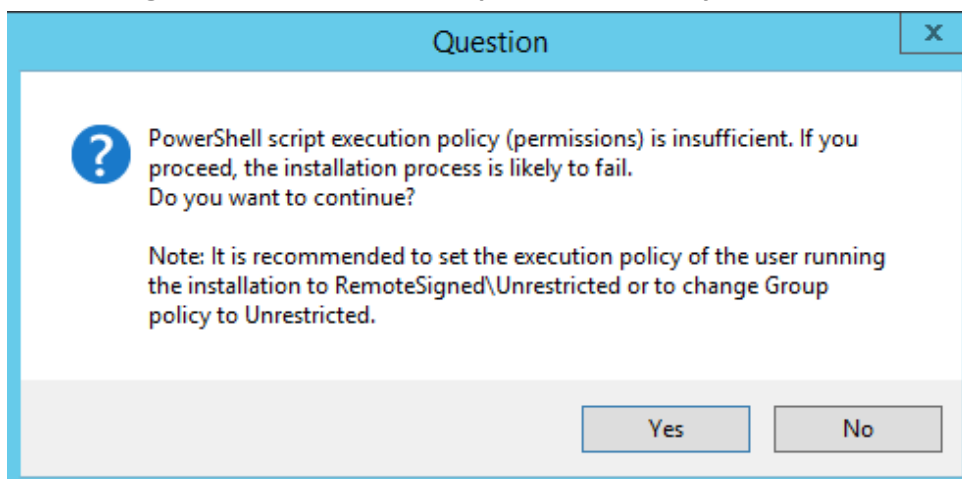 Question
x
PowerShell script execution policy (permissions) is insufficient. If you
proceed, the installation process is likely to fail.
Do you want to continue?
Note: It is recommended to set the execution policy of the user running
the installation to RemoteSigned\Unrestricted or to change Group
policy to Unrestricted.
Yes
No